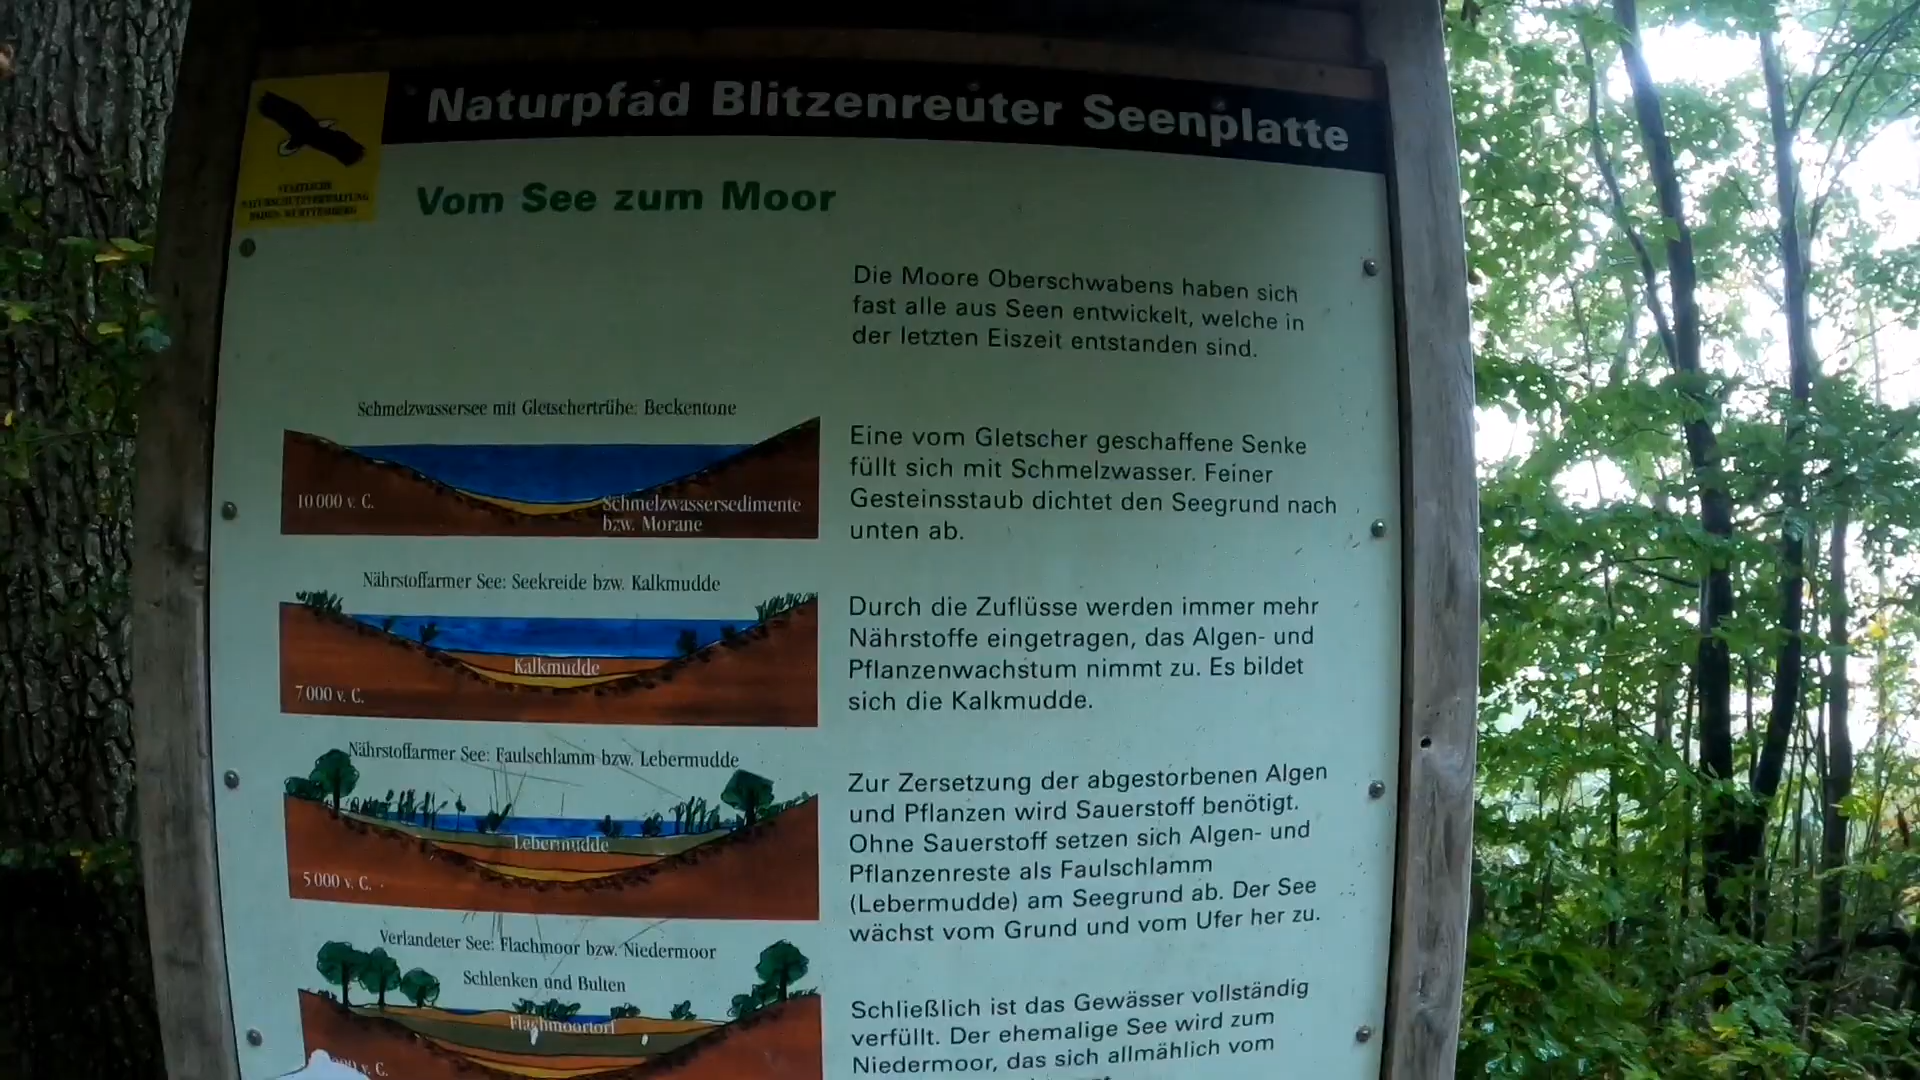 Naturpfad Blitzenreuter Seenplatte
STAATLICHE
NATURSCHUTZVERWALTUNG
BADEN-WÜRTTEMBERG
Vom See zum Moor
Die Moore Oberschwabens haben sich
fast alle aus Seen entwickelt, welche in
der letzten Eiszeit entstanden sind.
Schmelzwassersee mit Gletschertrübe: Beckentone
10 000 v. C.
Schmelzwassersedimente
bzw. Morane
Eine vom Gletscher geschaffene Senke
füllt sich mit Schmelzwasser. Feiner
Gesteinsstaub dichtet den Seegrund nach
unten ab.
Nährstoffarmer See: Seekreide bzw. Kalkmudde
Kalkmudde
7 000 v. C.
Durch die Zuflüsse werden immer mehr
Nährstoffe eingetragen, das Algen- und
Pflanzenwachstum nimmt zu. Es bildet
sich die Kalkmudde.
Nährstoffarmer See: Faulschlamm bzw. Lebermudde
Lebermudde
5 000 v. C.
Zur Zersetzung der abgestorbenen Algen
und Pflanzen wird Sauerstoff benötigt.
Ohne Sauerstoff setzen sich Algen- und
Pflanzenreste als Faulschlamm
(Lebermudde) am Seegrund ab. Der See
wächst vom Grund und vom Ufer her zu.
Verlandeter See: Flachmoor bzw. Niedermoor
Schlenken und Bulten
Flachmoortorf
v. C.
Schließlich ist das Gewässer vollständig
verfüllt. Der ehemalige See wird zum
Niedermoor, das sich allmählich vom